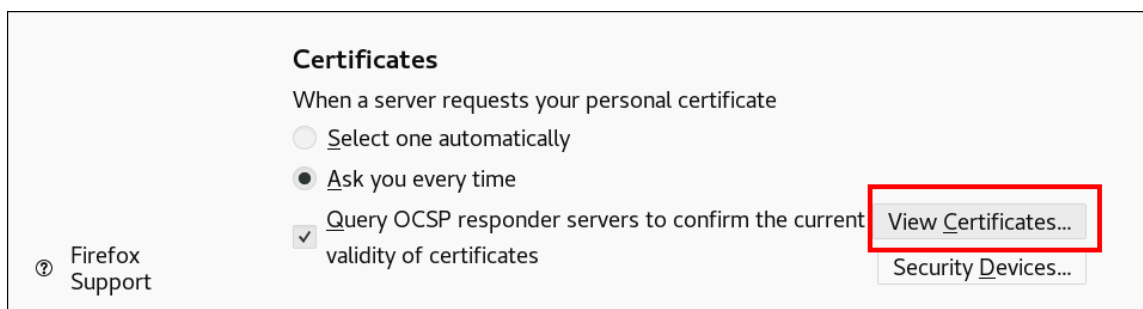 Certificates
When a server requests your personal certificate
Select one automatically
Ask you every time
Query OCSP responder servers to confirm the current
validity of certificates
View Certificates...
Security Devices...
Firefox
Support